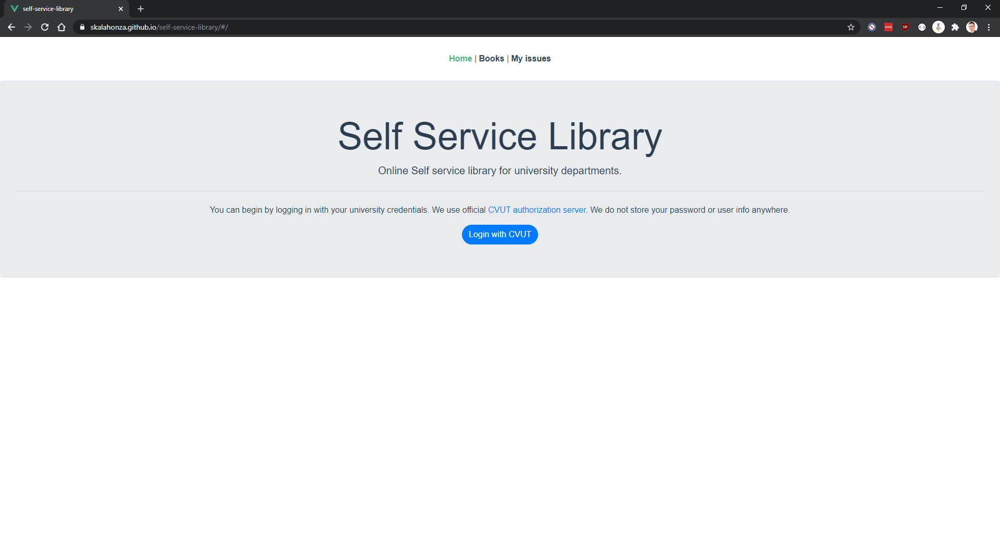 self-service-library
skalahonza.github.io/self-service-library/#/
Home | Books | My issues
Self Service Library
Online Self service library for university departments.
You can begin by logging in with your university credentials. We use official CVUT authorization server. We do not store your password or user info anywhere.
Login with CVUT